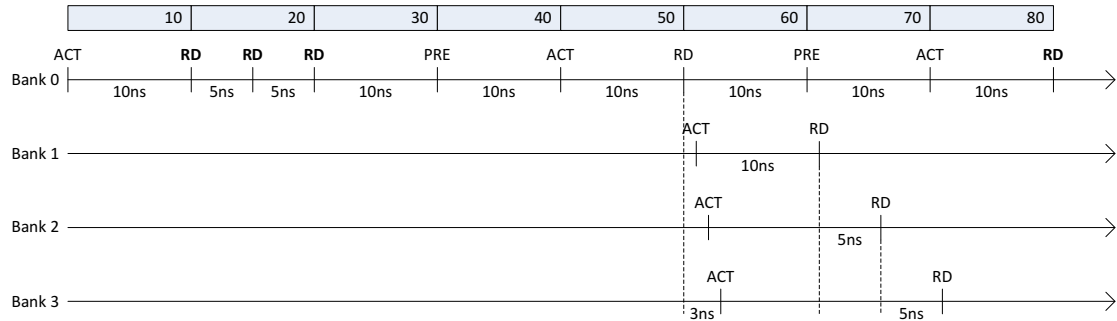 10 20 30 40 50 60 70 80
ACT RD RD RD PRE ACT RD PRE ACT RD
Bank 0
10ns 5ns 5ns 10ns 10ns 10ns 10ns 10ns 10ns
ACT RD
Bank 1
10ns
ACT RD
Bank 2
5ns
ACT RD
Bank 3
3ns 5ns